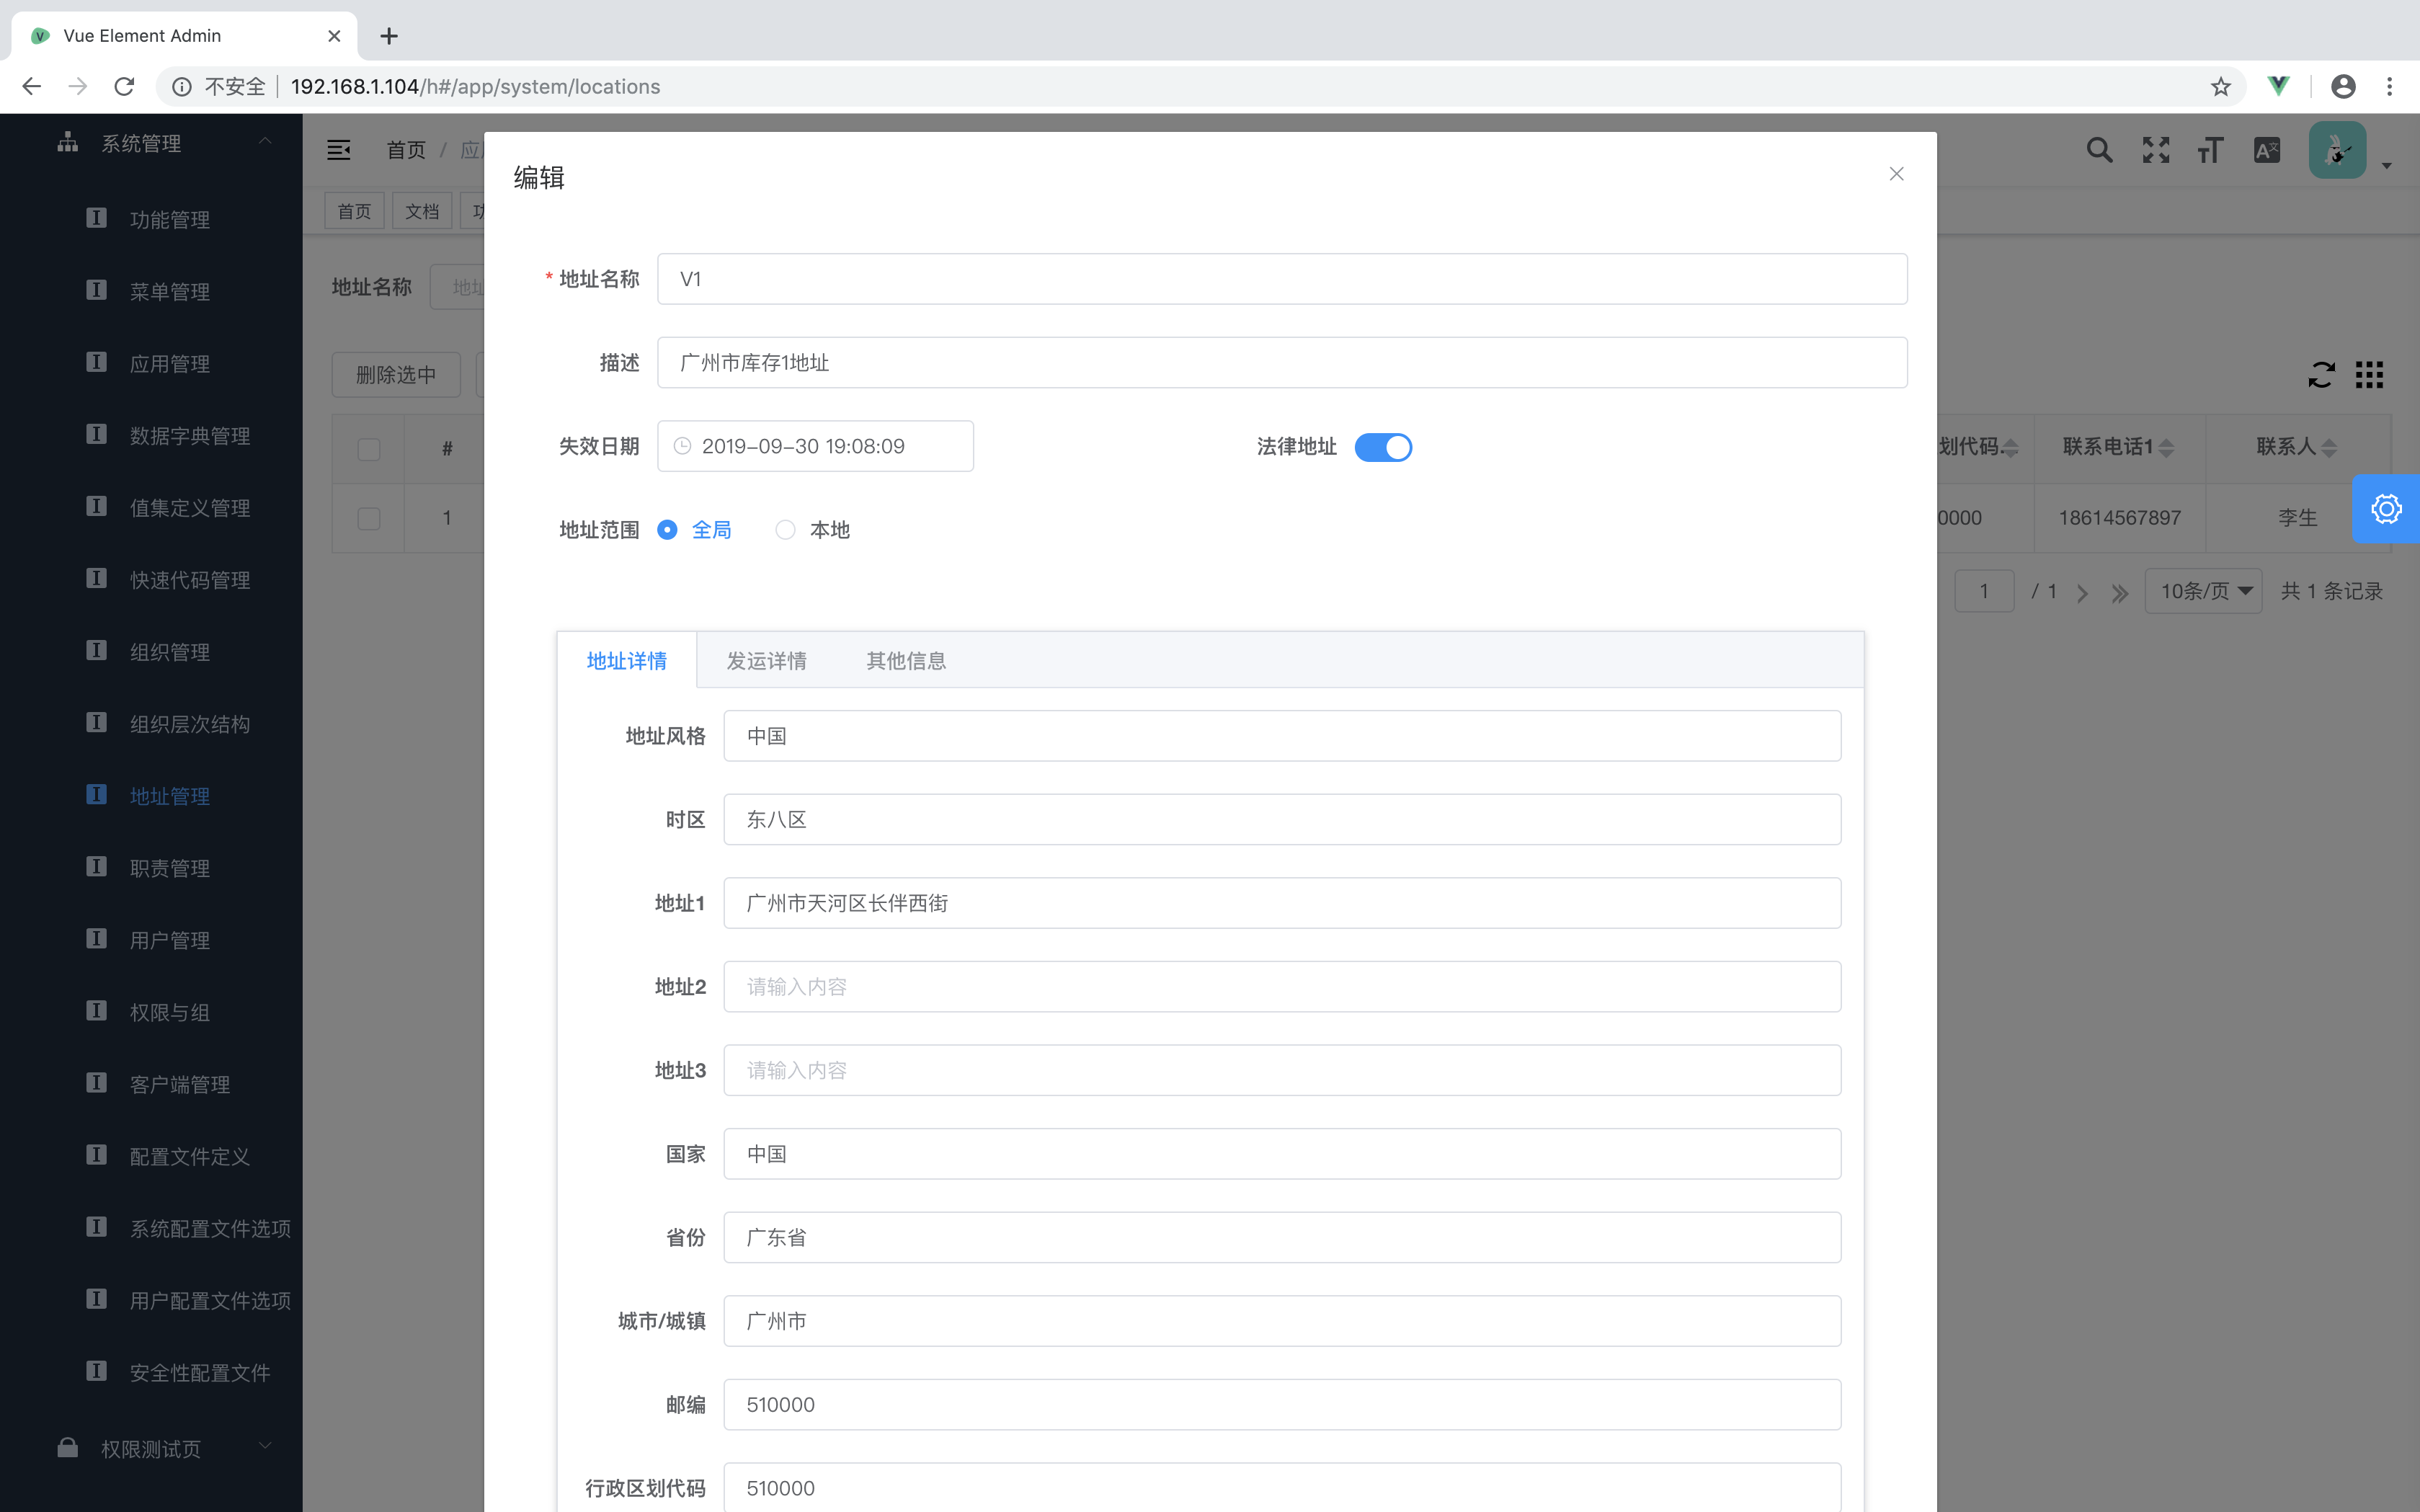 Vue Element Admin
不安全 192.168.1.104/h#/app/system/locations
系统管理
功能管理
菜单管理
应用管理
数据字典管理
值集定义管理
快速代码管理
组织管理
组织层次结构
地址管理
职责管理
用户管理
权限与组
客户端管理
配置文件定义
系统配置文件选项
用户配置文件选项
安全性配置文件
权限测试页
首页 /
首页 文档
地址名称
删除选中
#
1
编辑
* 地址名称 V1
描述 广州市库存1地址
失效日期 2019-09-30 19:08:09 法律地址
地址范围 全局 本地
地址详情 发运详情 其他信息
地址风格 中国
时区 东八区
地址1 广州市天河区长伴西街
地址2 请输入内容
地址3 请输入内容
国家 中国
省份 广东省
城市/城镇 广州市
邮编 510000
行政区划代码 510000
划代码.. 联系电话1 联系人
0000 18614567897 李生
1 / 1 10条/页 共 1 条记录